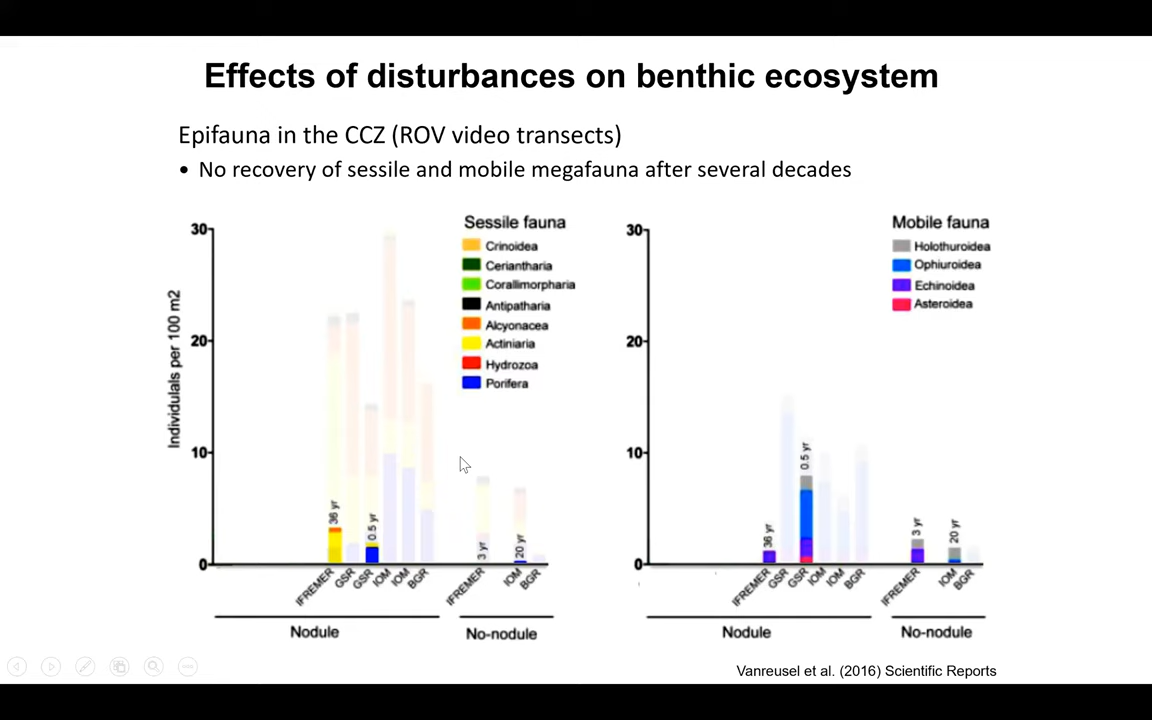 Effects of disturbances on benthic ecosystem
Epifauna in the CCZ (ROV video transects)
• No recovery of sessile and mobile megafauna after several decades
Individulals per 100 m2
30
20
10
0
Sessile fauna
Crinoidea
Ceriantharia
Corallimorpharia
Antipatharia
Alcyonacea
Actiniaria
Hydrozoa
Porifera
36 yr
0.5 yr
3 yr
20 yr
IFREMER
GSR
GSR
IOM
IOM
BGR
IFREMER
IOM
BGR
Nodule
No-nodule
30
20
10
0
Mobile fauna
Holothuroidea
Ophiuroidea
Echinoidea
Asteroidea
36 yr
0.5 yr
3 yr
20 yr
IFREMER
GSR
GSR
IOM
IOM
BGR
IFREMER
IOM
BGR
Nodule
No-nodule
Vanreusel et al. (2016) Scientific Reports